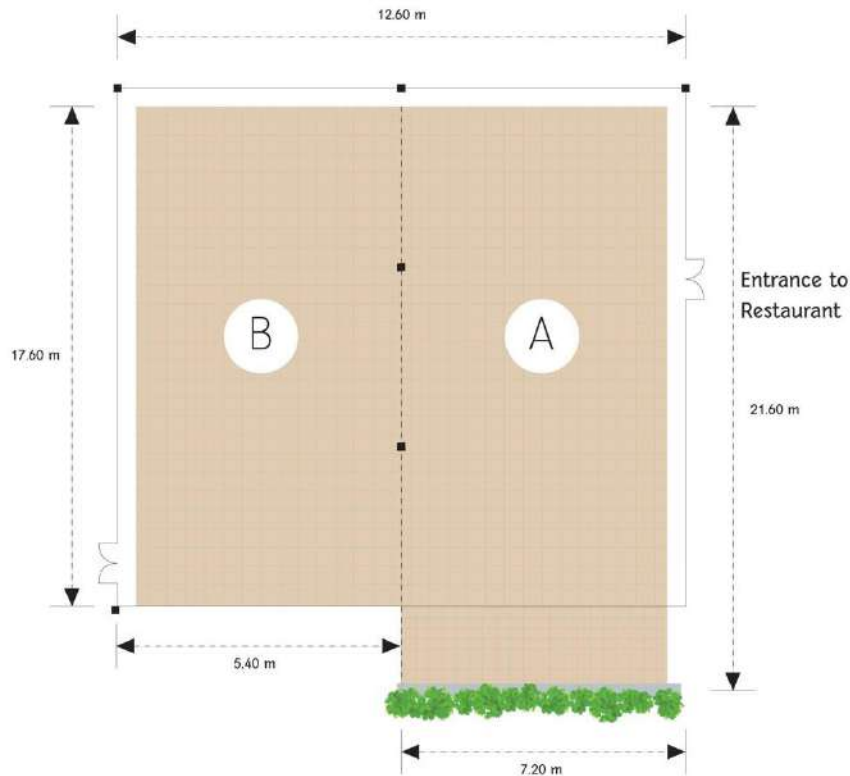 12.60 m
B
A
Entrance to
Restaurant
17.60 m
21.60 m
5.40 m
7.20 m